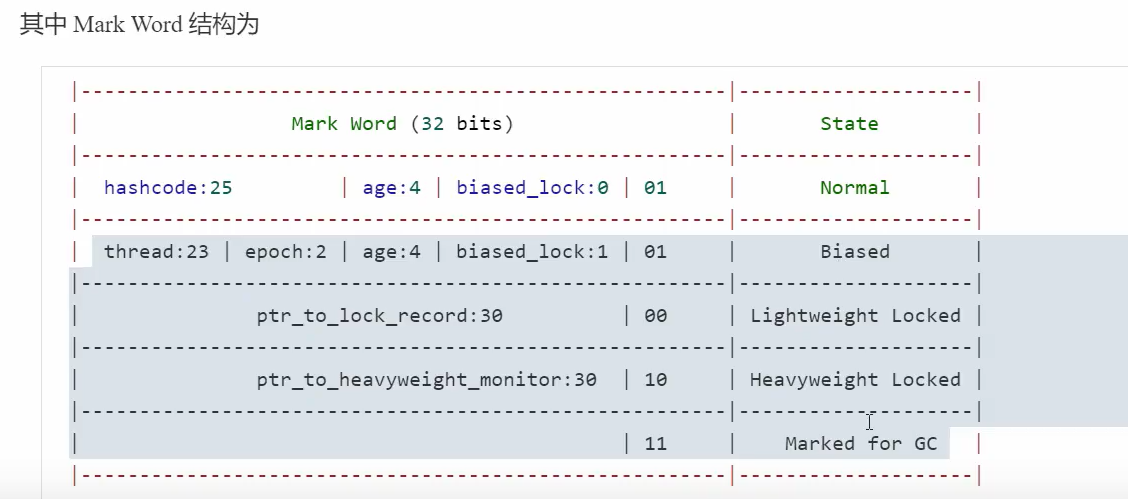 其中 Mark Word 结构为
|-------------------------------------------------------|--------------------|
|                  Mark Word (32 bits)                  |       State        |
|-------------------------------------------------------|--------------------|
|  hashcode:25         | age:4 | biased_lock:0 | 01     |       Normal       |
|-------------------------------------------------------|--------------------|
|  thread:23 | epoch:2 | age:4 | biased_lock:1 | 01     |       Biased       |
|-------------------------------------------------------|--------------------|
|               ptr_to_lock_record:30          | 00     | Lightweight Locked |
|-------------------------------------------------------|--------------------|
|               ptr_to_heavyweight_monitor:30  | 10     | Heavyweight Locked |
|-------------------------------------------------------|--------------------|
|                                              | 11     |    Marked for GC   |
|-------------------------------------------------------|--------------------|